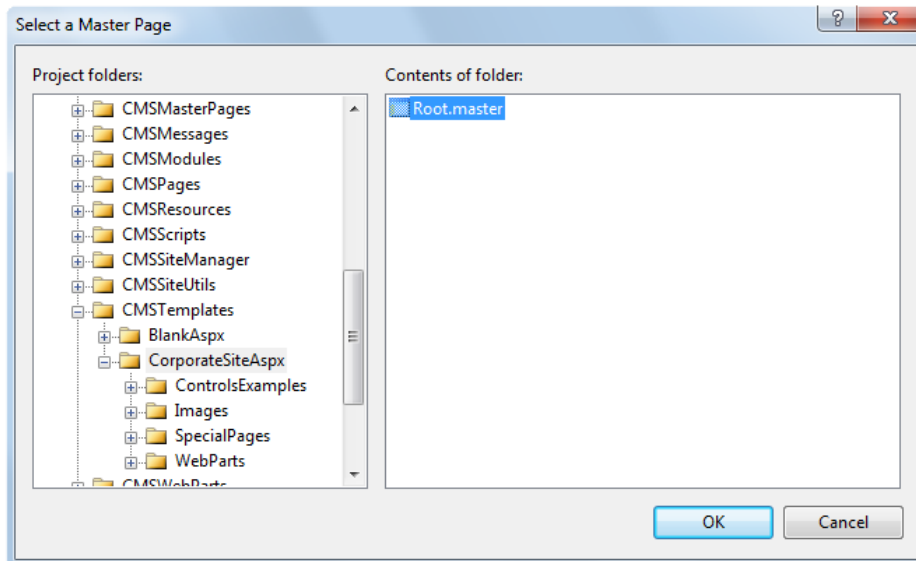 Select a Master Page
Project folders:
Contents of folder:
CMSMasterPages
CMSMessages
CMSModules
CMSPages
CMSResources
CMSScripts
CMSSiteManager
CMSSiteUtils
CMSTemplates
BlankAspx
CorporateSiteAspx
ControlsExamples
Images
SpecialPages
WebParts
CMSWebParts
Root.master
OK
Cancel